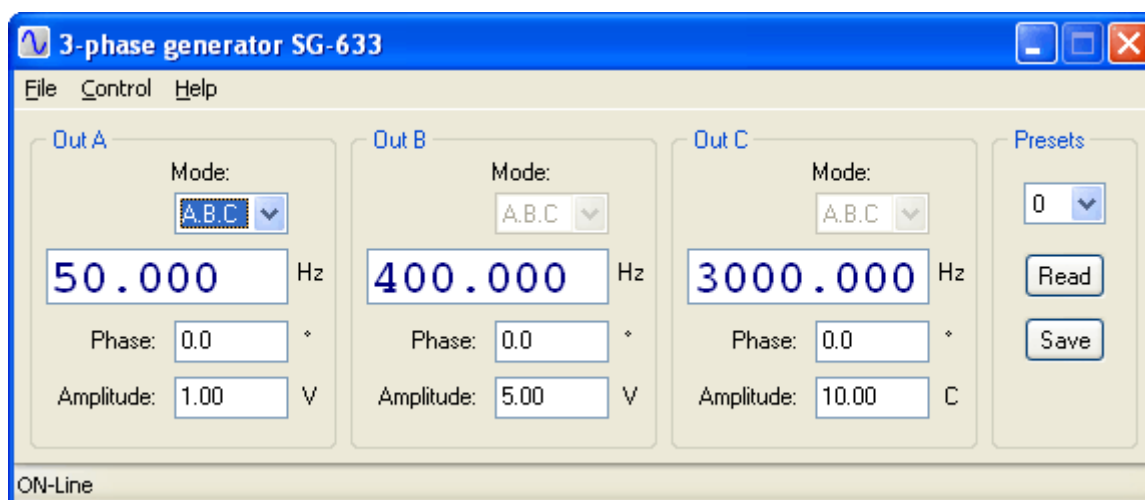 3-phase generator SG-633
File Control Help
Out A Out B Out C Presets
Mode: Mode: Mode:
A.B.C A.B.C A.B.C 0
50.000 Hz 400.000 Hz 3000.000 Hz Read
Phase: 0.0 ° Phase: 0.0 ° Phase: 0.0 ° Save
Amplitude: 1.00 V Amplitude: 5.00 V Amplitude: 10.00 C
ON-Line